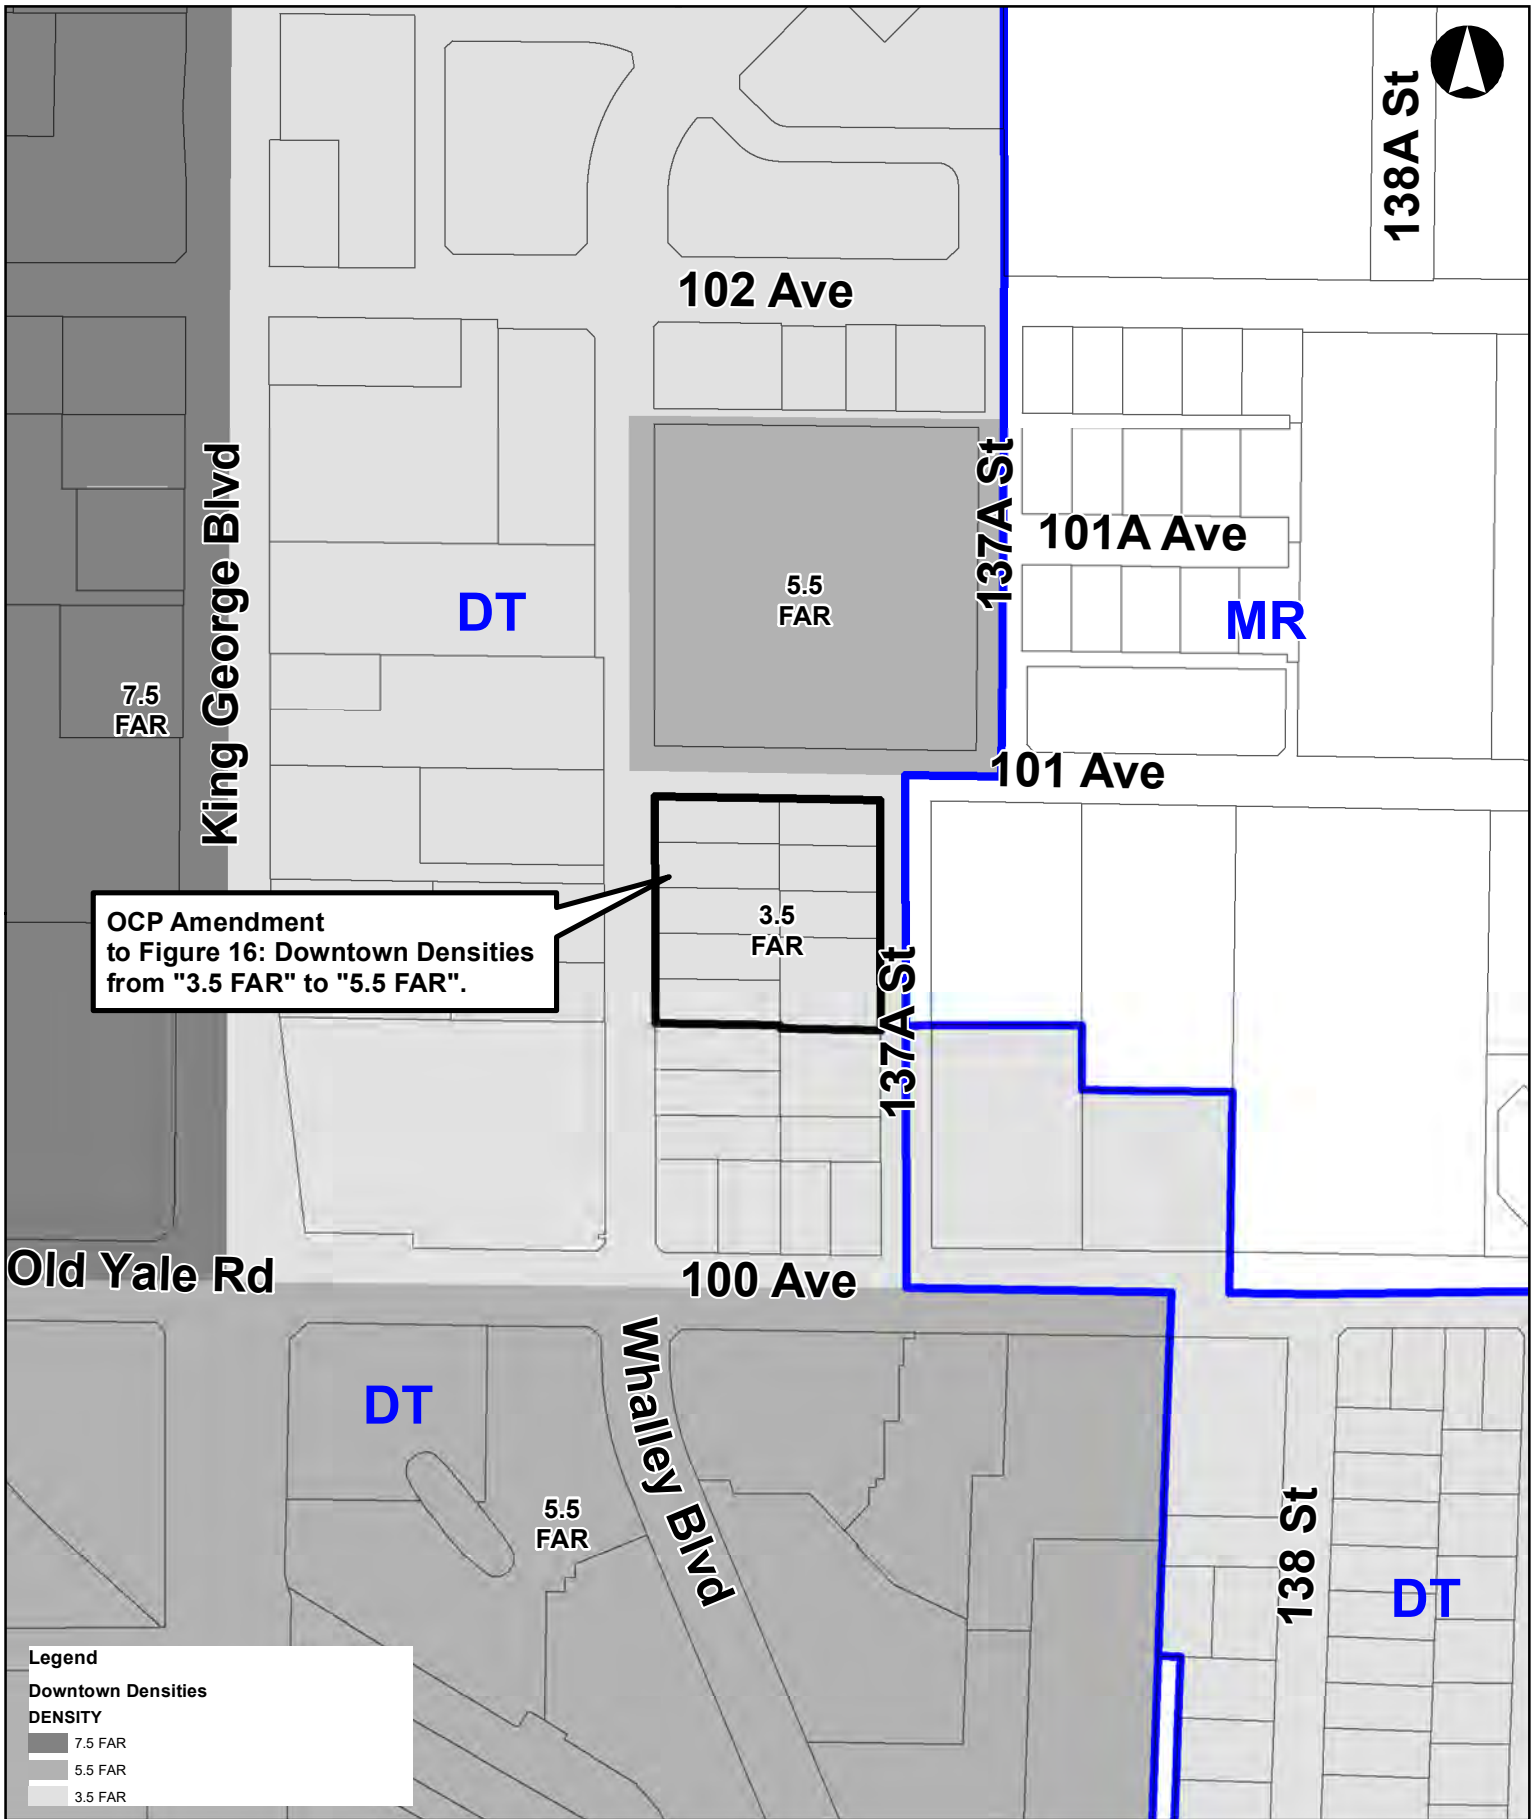 138A St
102 Ave
King George Blvd
137A St
101A Ave
5.5
FAR
DT
MR
7.5
FAR
101 Ave
OCP Amendment
to Figure 16: Downtown Densities
from "3.5 FAR" to "5.5 FAR".
3.5
FAR
137A St
Old Yale Rd
100 Ave
Whalley Blvd
DT
5.5
FAR
138 St
DT
Legend
Downtown Densities
DENSITY
7.5 FAR
5.5 FAR
3.5 FAR